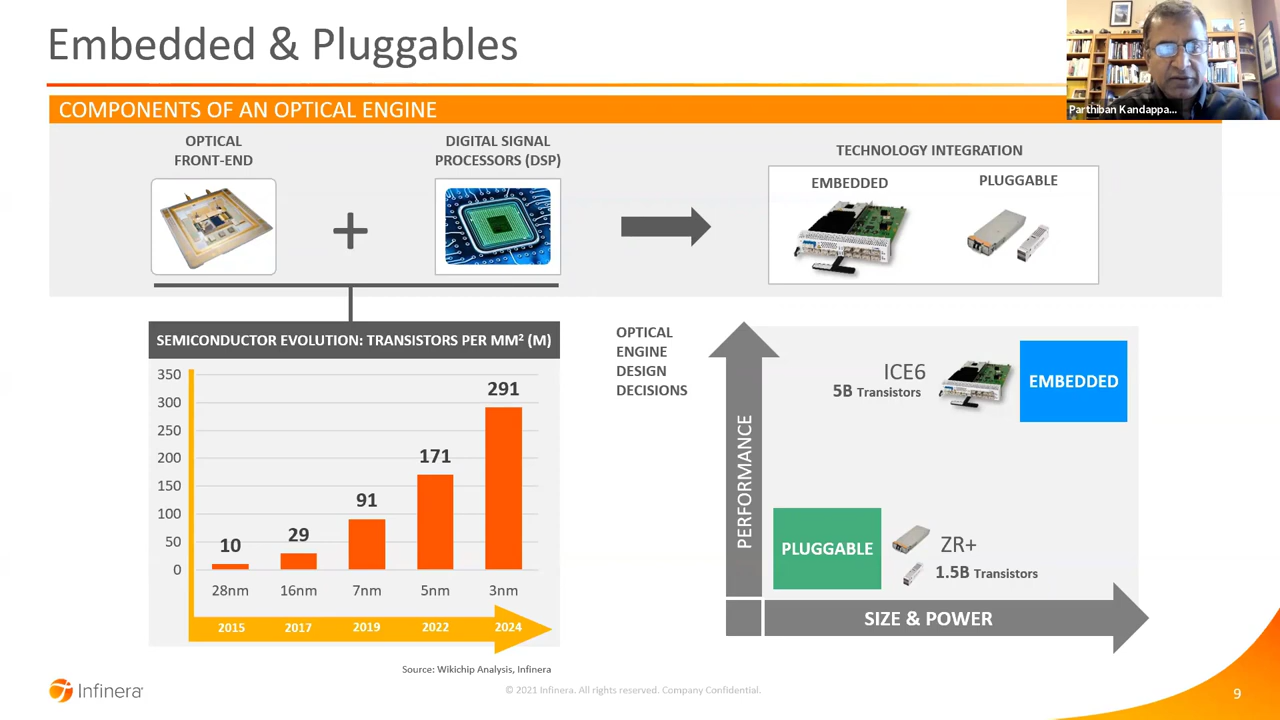 Embedded & Pluggables
Parthiban Kandappa...
COMPONENTS OF AN OPTICAL ENGINE
OPTICAL
FRONT-END
DIGITAL SIGNAL
PROCESSORS (DSP)
TECHNOLOGY INTEGRATION
EMBEDDED
PLUGGABLE
+
SEMICONDUCTOR EVOLUTION: TRANSISTORS PER MM² (M)
350
300
250
200
150
100
50
0
10
29
91
171
291
28nm
16nm
7nm
5nm
3nm
2015
2017
2019
2022
2024
Source: Wikichip Analysis, Infinera
OPTICAL
ENGINE
DESIGN
DECISIONS
PERFORMANCE
ICE6
5B Transistors
EMBEDDED
PLUGGABLE
ZR+
1.5B Transistors
SIZE & POWER
Infinera
© 2021 Infinera. All rights reserved. Company Confidential.
9